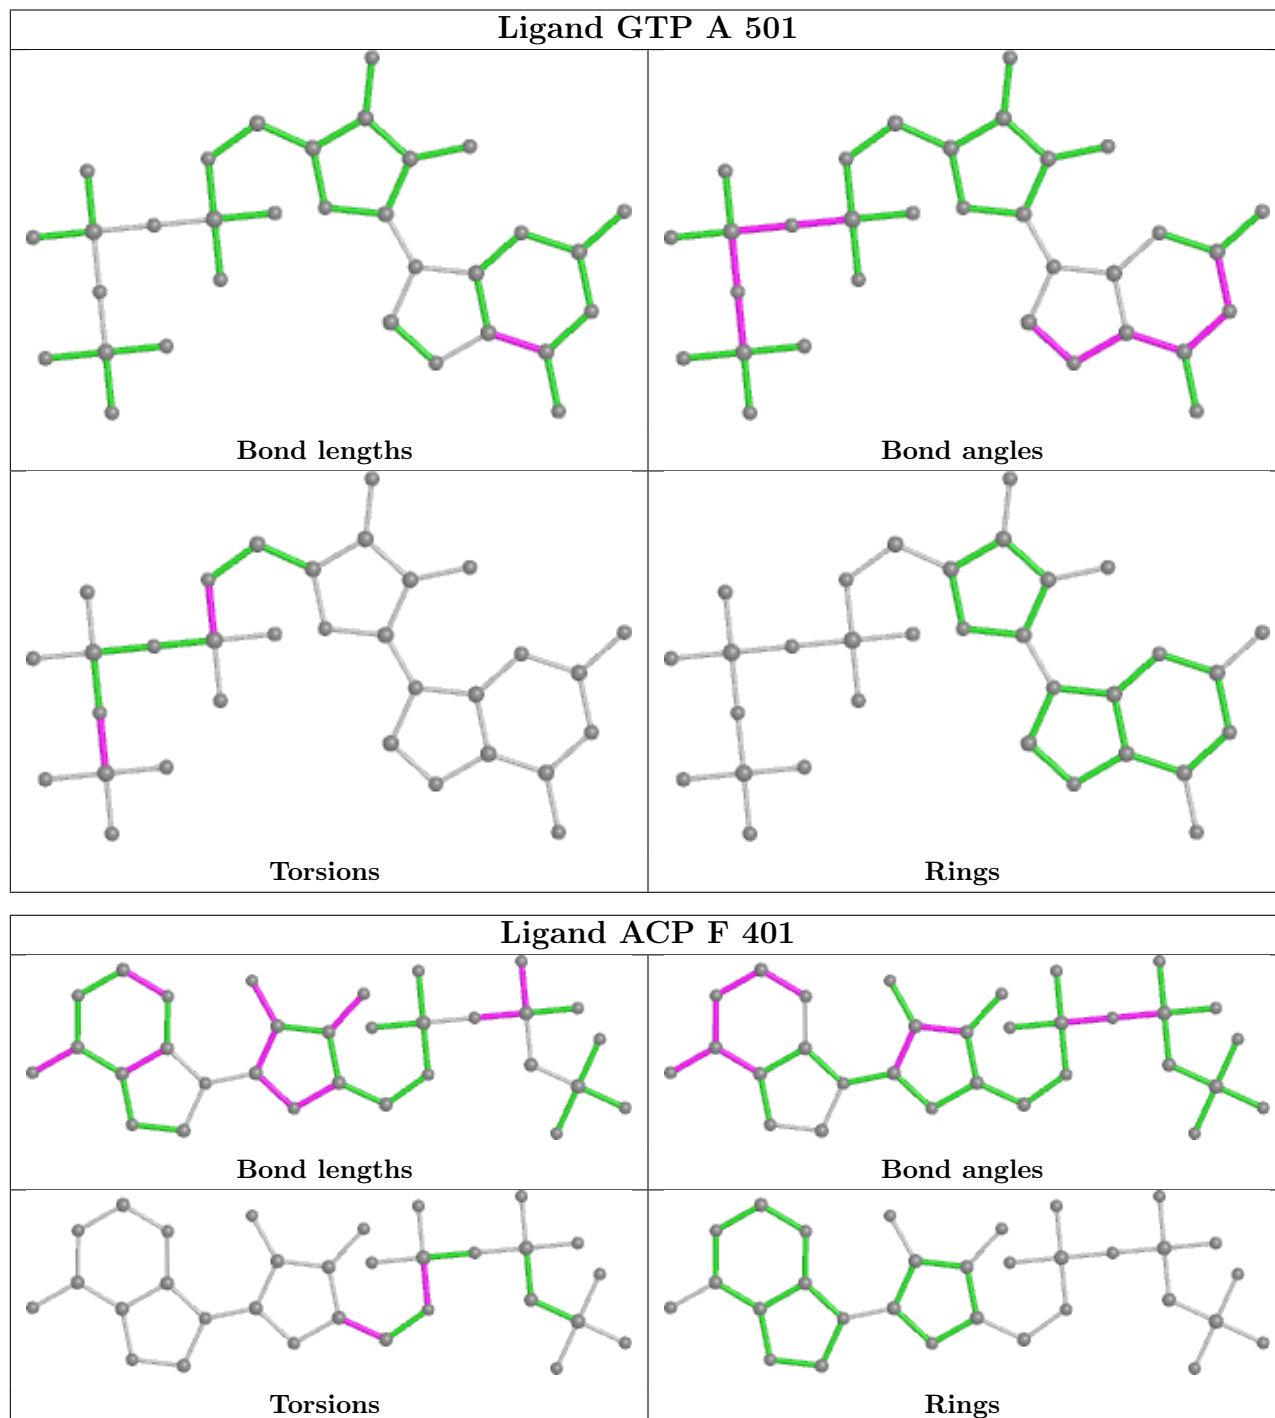 Ligand GTP A 501
Bond lengths
Bond angles
Torsions
Rings
Ligand ACP F 401
Bond lengths
Bond angles
Torsions
Rings